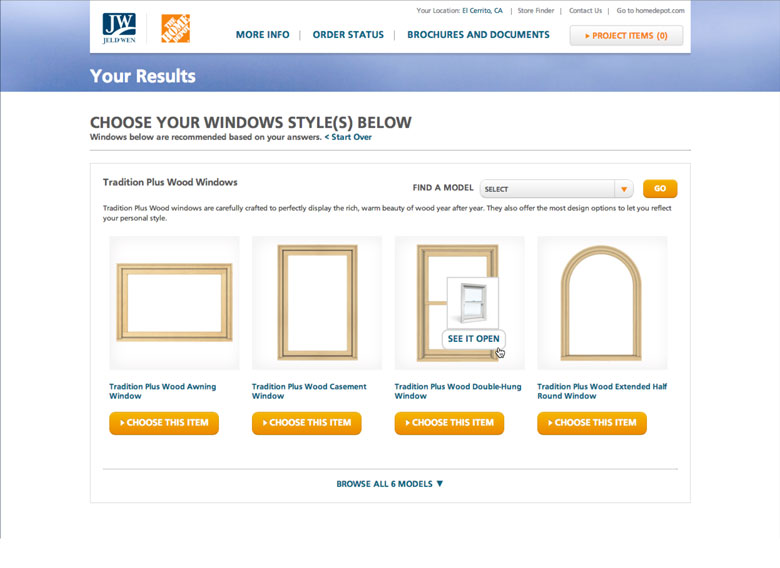 Your Location: El Cerrito, CA | Store Finder | Contact Us | Go to homedepot.com
JW
JELD-WEN
THE HOME DEPOT
MORE INFO | ORDER STATUS | BROCHURES AND DOCUMENTS
PROJECT ITEMS (0)
Your Results
CHOOSE YOUR WINDOWS STYLE(S) BELOW
Windows below are recommended based on your answers. < Start Over
Tradition Plus Wood Windows
FIND A MODEL
SELECT
GO
Tradition Plus Wood windows are carefully crafted to perfectly display the rich, warm beauty of wood year after year. They also offer the most design options to let you reflect
your personal style.
SEE IT OPEN
Tradition Plus Wood Awning
Window
CHOOSE THIS ITEM
Tradition Plus Wood Casement
Window
CHOOSE THIS ITEM
Tradition Plus Wood Double-Hung
Window
CHOOSE THIS ITEM
Tradition Plus Wood Extended Half
Round Window
CHOOSE THIS ITEM
BROWSE ALL 6 MODELS